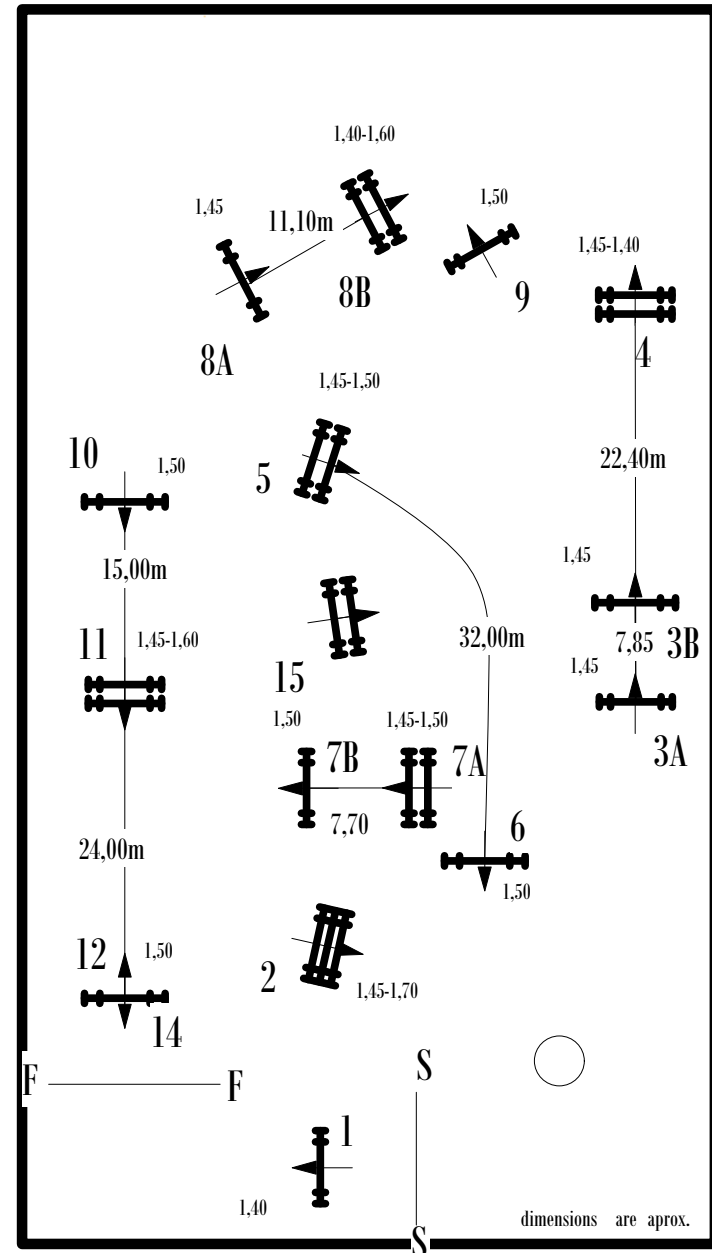 1,40-1,60
1,45
1,50
11,10m
1,45-1,40
8B
9
8A
4
1,45-1,50
10
1,50
5
22,40m
15,00m
1,45
11
1,45-1,60
32,00m
7,85
3B
15
1,45
1,50
1,45-1,50
3A
7B
7A
7,70
6
24,00m
1,50
12
1,50
2
1,45-1,70
14
F
F
S
1
1,40
dimensions are aprox.
S